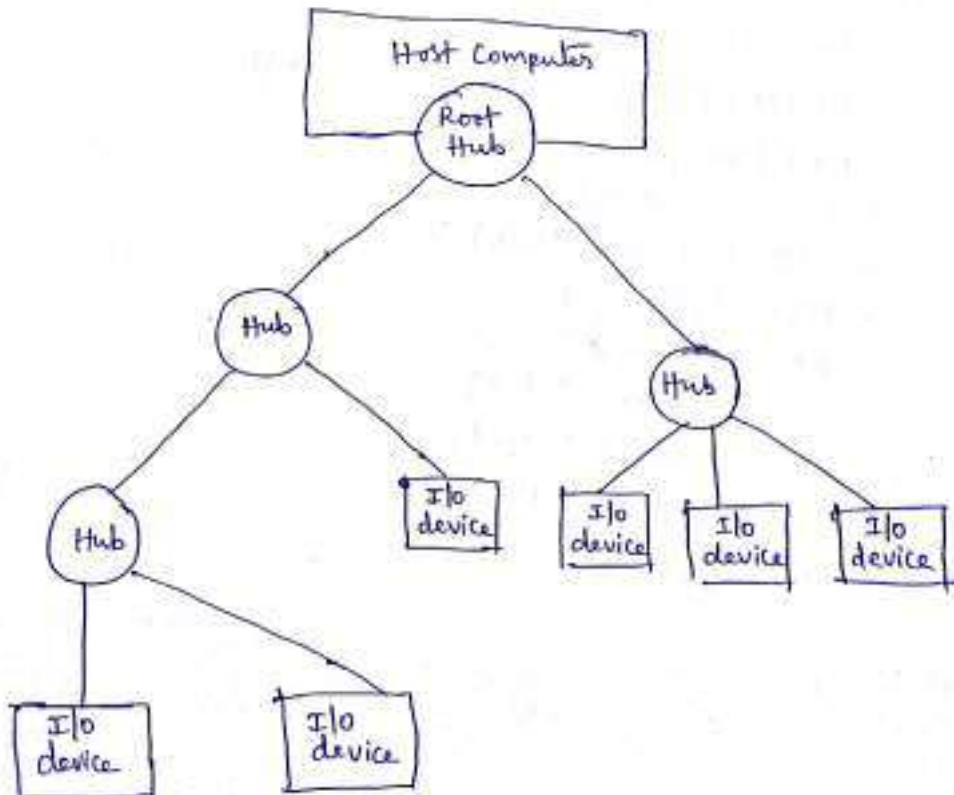 Host Computer
Root
Hub
Hub
Hub
I/O
device
I/O
device
I/O
device
I/O
device
Hub
I/O
device
I/O
device